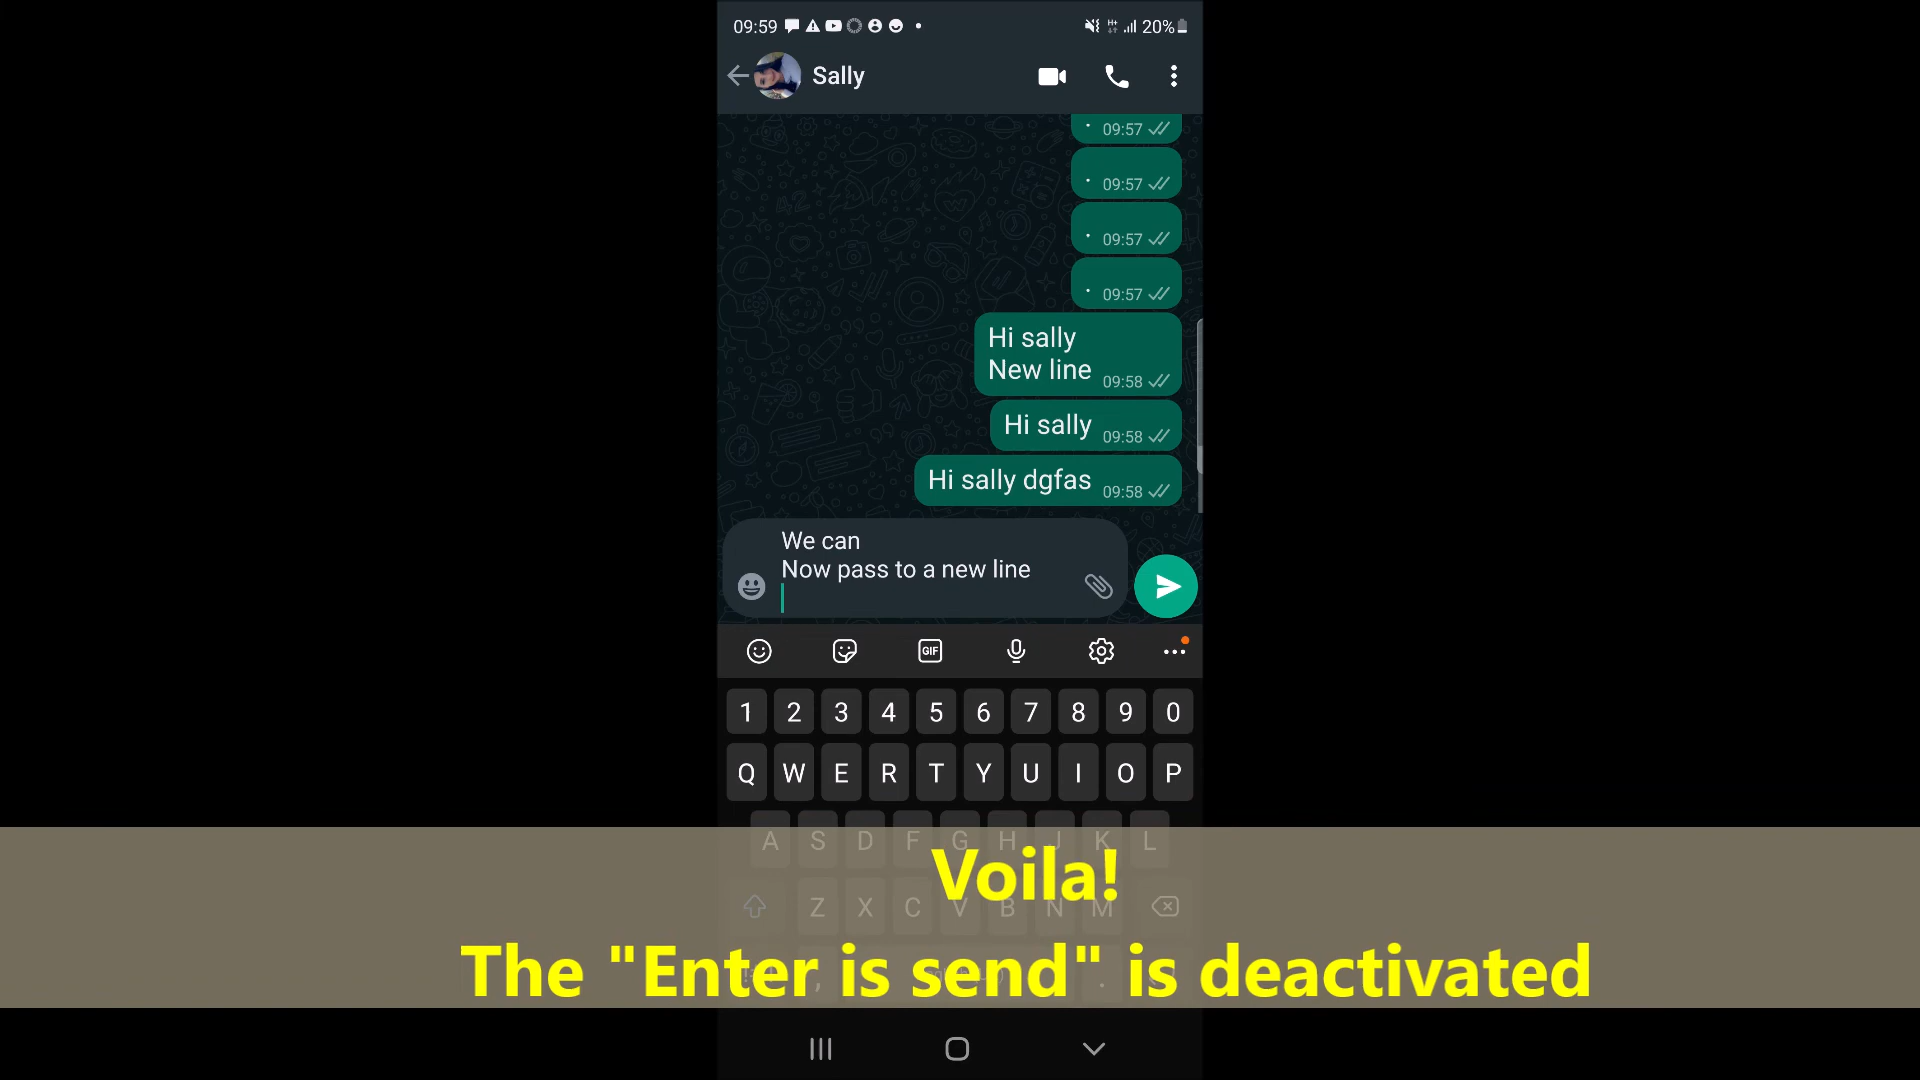 09:59
20%
Sally
. 09:57
. 09:57
. 09:57
. 09:57
Hi sally
New line 09:58
Hi sally 09:58
Hi sally dgfas 09:58
We can
Now pass to a new line
GIF
1 2 3 4 5 6 7 8 9 0
Q W E R T Y U I O P
A S D F G H J K L
Z X C V B N M
Voila!
The "Enter is send" is deactivated